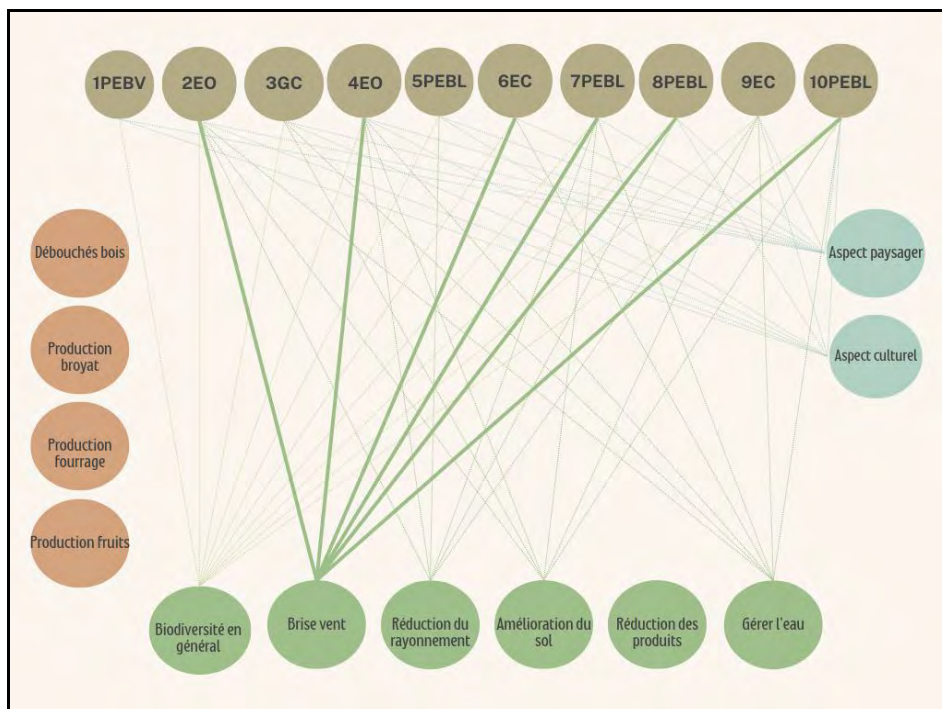 1PEBV
2EO
3GC
4EO
5PEBL
6EC
7PEBL
8PEBL
9EC
10PEBL
Débouchés bois
Production
broyat
Production
fourrage
Production fruits
Aspect paysager
Aspect culturel
Biodiversité en
général
Brise vent
Réduction du
rayonnement
Amélioration du
sol
Réduction des
produits
Gérer l'eau